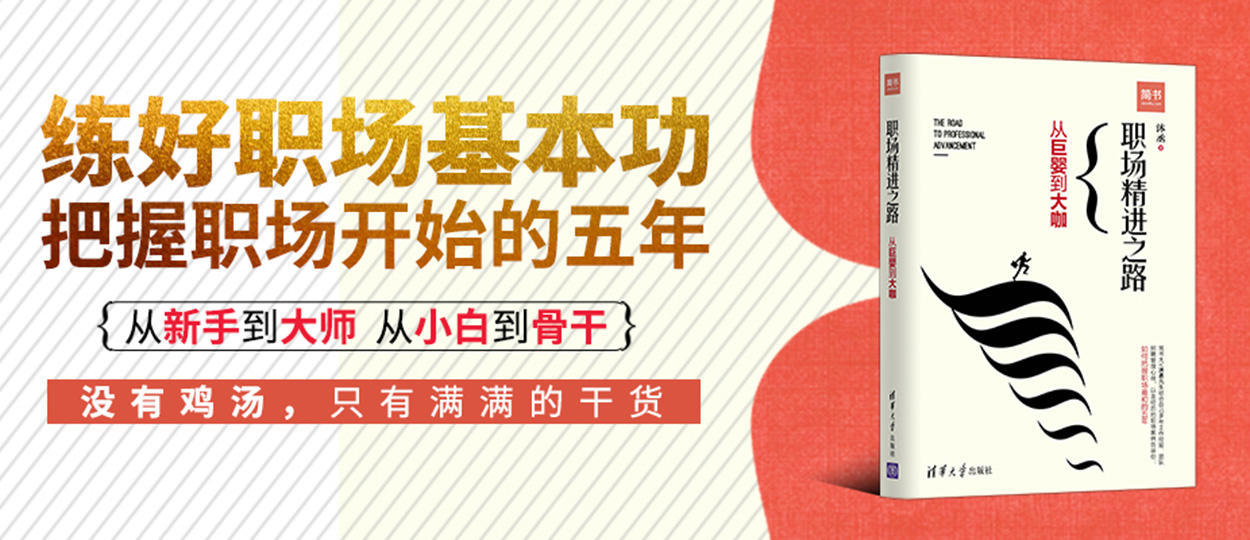 练好职场基本功
把握职场开始的五年
从新手到大师 从小白到骨干
没有鸡汤，只有满满的干货
简书
职场精进之路
从巨婴到大咖
清华大学出版社
简书
THE ROAD
TO PROFESSIONAL
ADVANCEMENT
职场精进之路
从巨婴到大咖
清华大学出版社